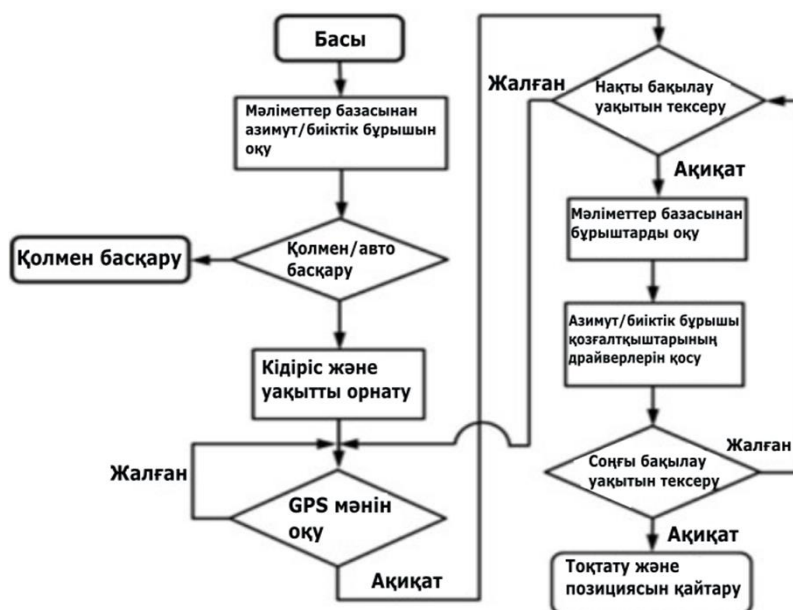 Басы
Мәліметтер базасынан
азимут/биіктік бұрышын
оқу
Қолмен/авто
басқару
Қолмен басқару
Кідіріс және
уақытты орнату
Жалған
GPS мәнін
оқу
Ақиқат
Жалған
Нақты бақылау
уақытын тексеру
Ақиқат
Мәліметтер базасынан
бұрыштарды оқу
Азимут/биіктік бұрышы
қозғалтқыштарының
драйверлерін қосу
Соңғы бақылау
уақытын тексеру
Жалған
Ақиқат
Тоқтату және
позициясын қайтару